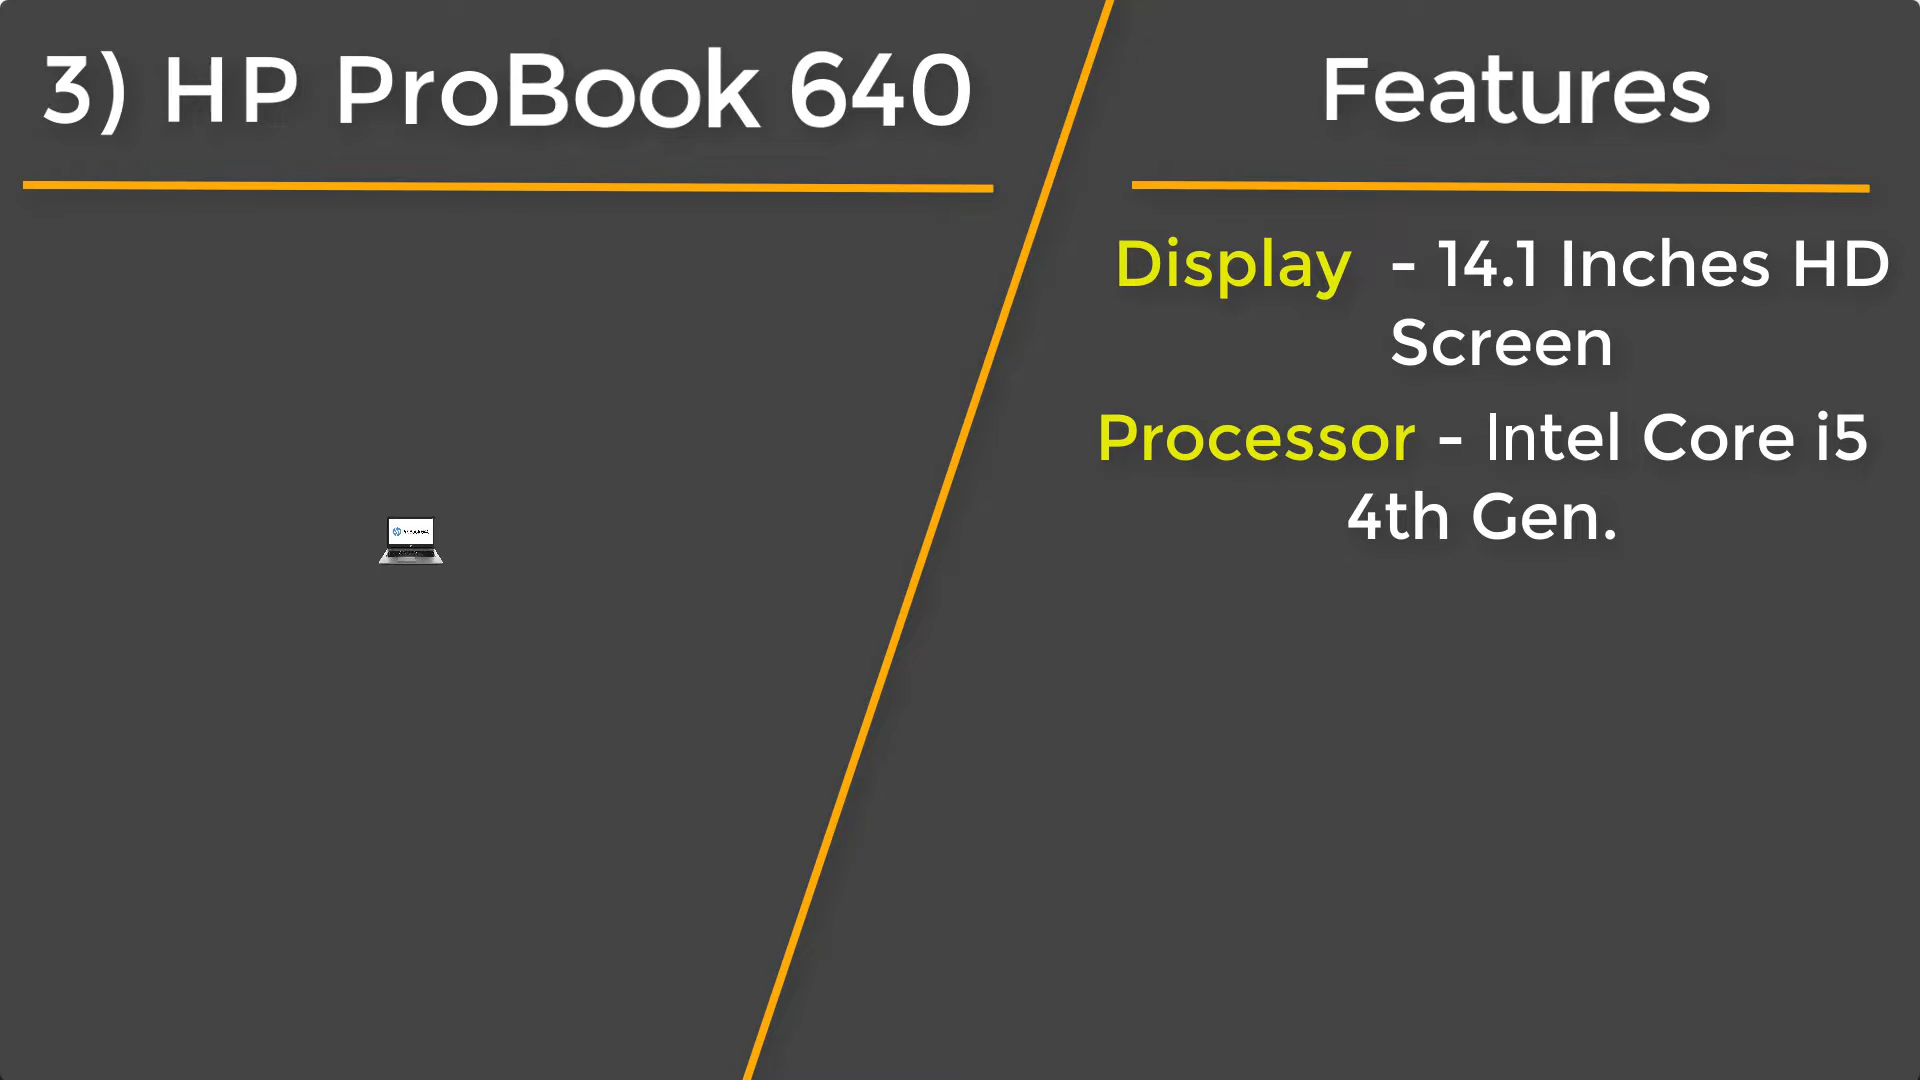 3) HP ProBook 640
Features
Display - 14.1 Inches HD
Screen
Processor - Intel Core i5
4th Gen.